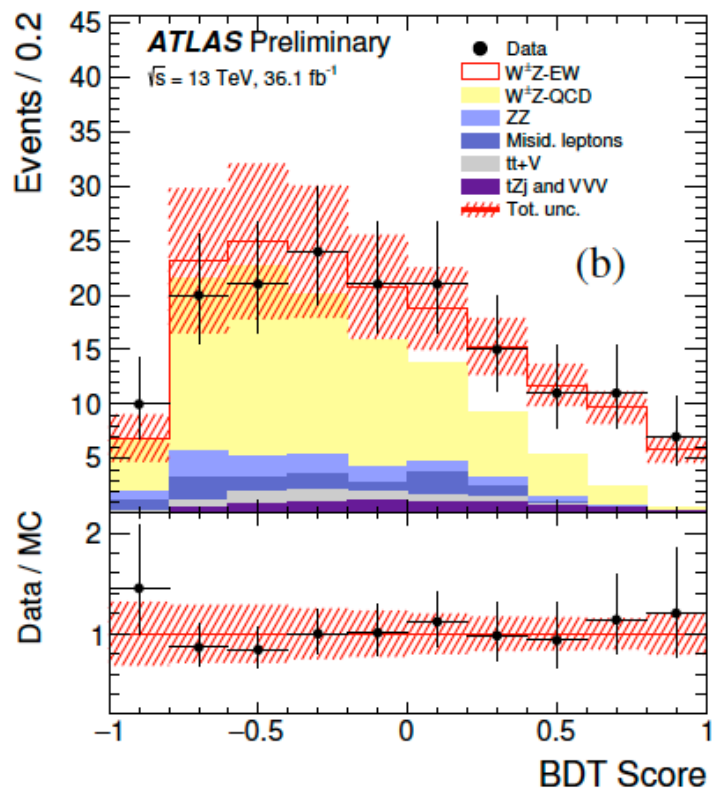 ATLAS Preliminary
√s = 13 TeV, 36.1 fb⁻¹
Data
W±Z-EW
W±Z-QCD
ZZ
Misid. leptons
tt+V
tZj and VVV
Tot. unc.
(b)
Events / 0.2
45
40
35
30
25
20
15
10
5
Data / MC
2
1
−1
−0.5
0
0.5
1
BDT Score